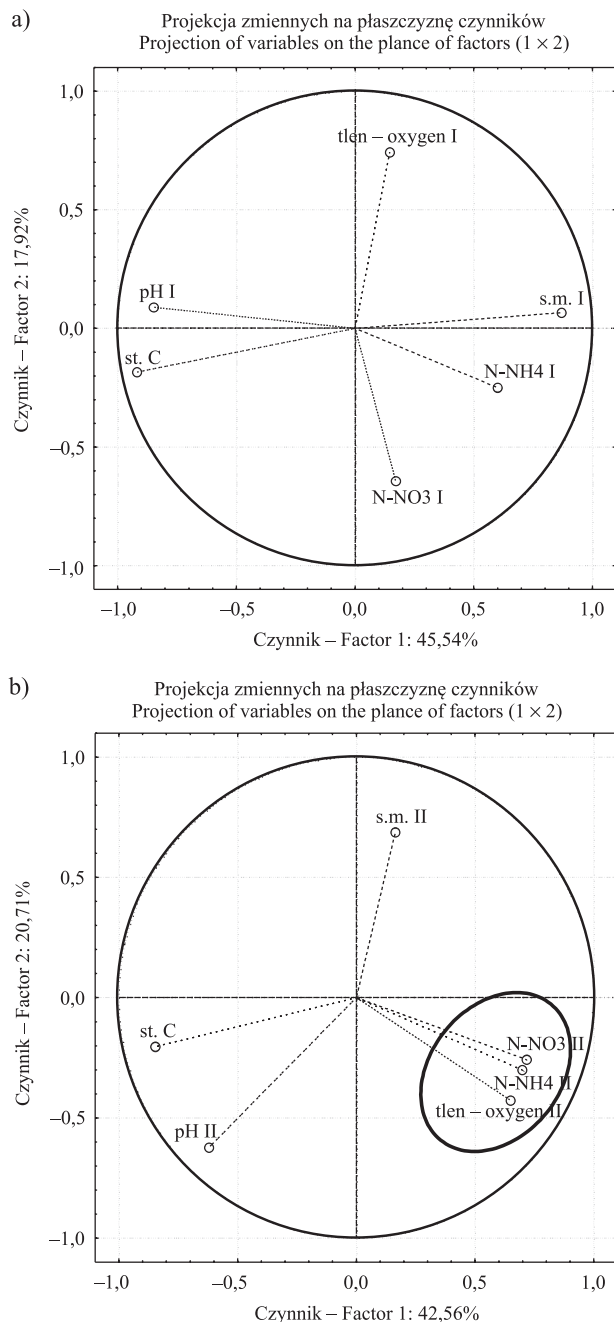 a)
Projekcja zmiennych na płaszczyznę czynników
Projection of variables on the plance of factors (1 × 2)
1,0
tlen – oxygen I
0,5
pH I
s.m. I
0,0
st. C
N-NH4 I
–0,5
N-NO3 I
–1,0
Czynnik – Factor 2: 17,92%
–1,0
–0,5
0,0
0,5
1,0
Czynnik – Factor 1: 45,54%
b)
Projekcja zmiennych na płaszczyznę czynników
Projection of variables on the plance of factors (1 × 2)
1,0
s.m. II
0,5
0,0
st. C
N-NO3 II
N-NH4 II
tlen – oxygen II
–0,5
pH II
–1,0
Czynnik – Factor 2: 20,71%
–1,0
–0,5
0,0
0,5
1,0
Czynnik – Factor 1: 42,56%